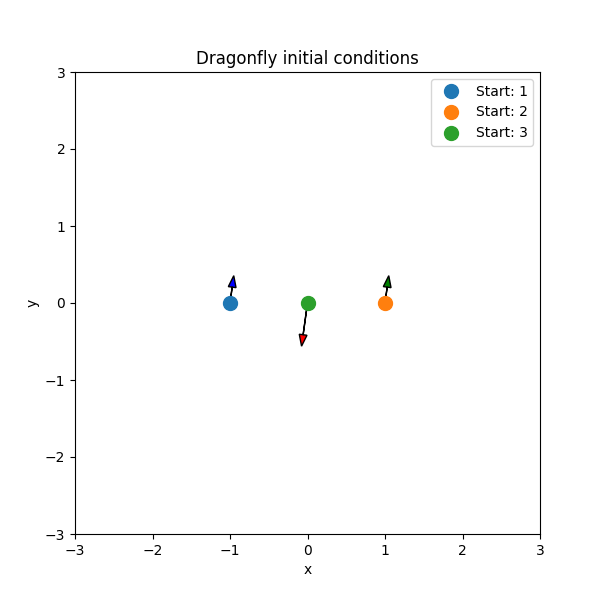 Dragonfly initial conditions
Start: 1
Start: 2
Start: 3
y
3
2
1
0
−1
−2
−3
−3
−2
−1
0
1
2
3
x